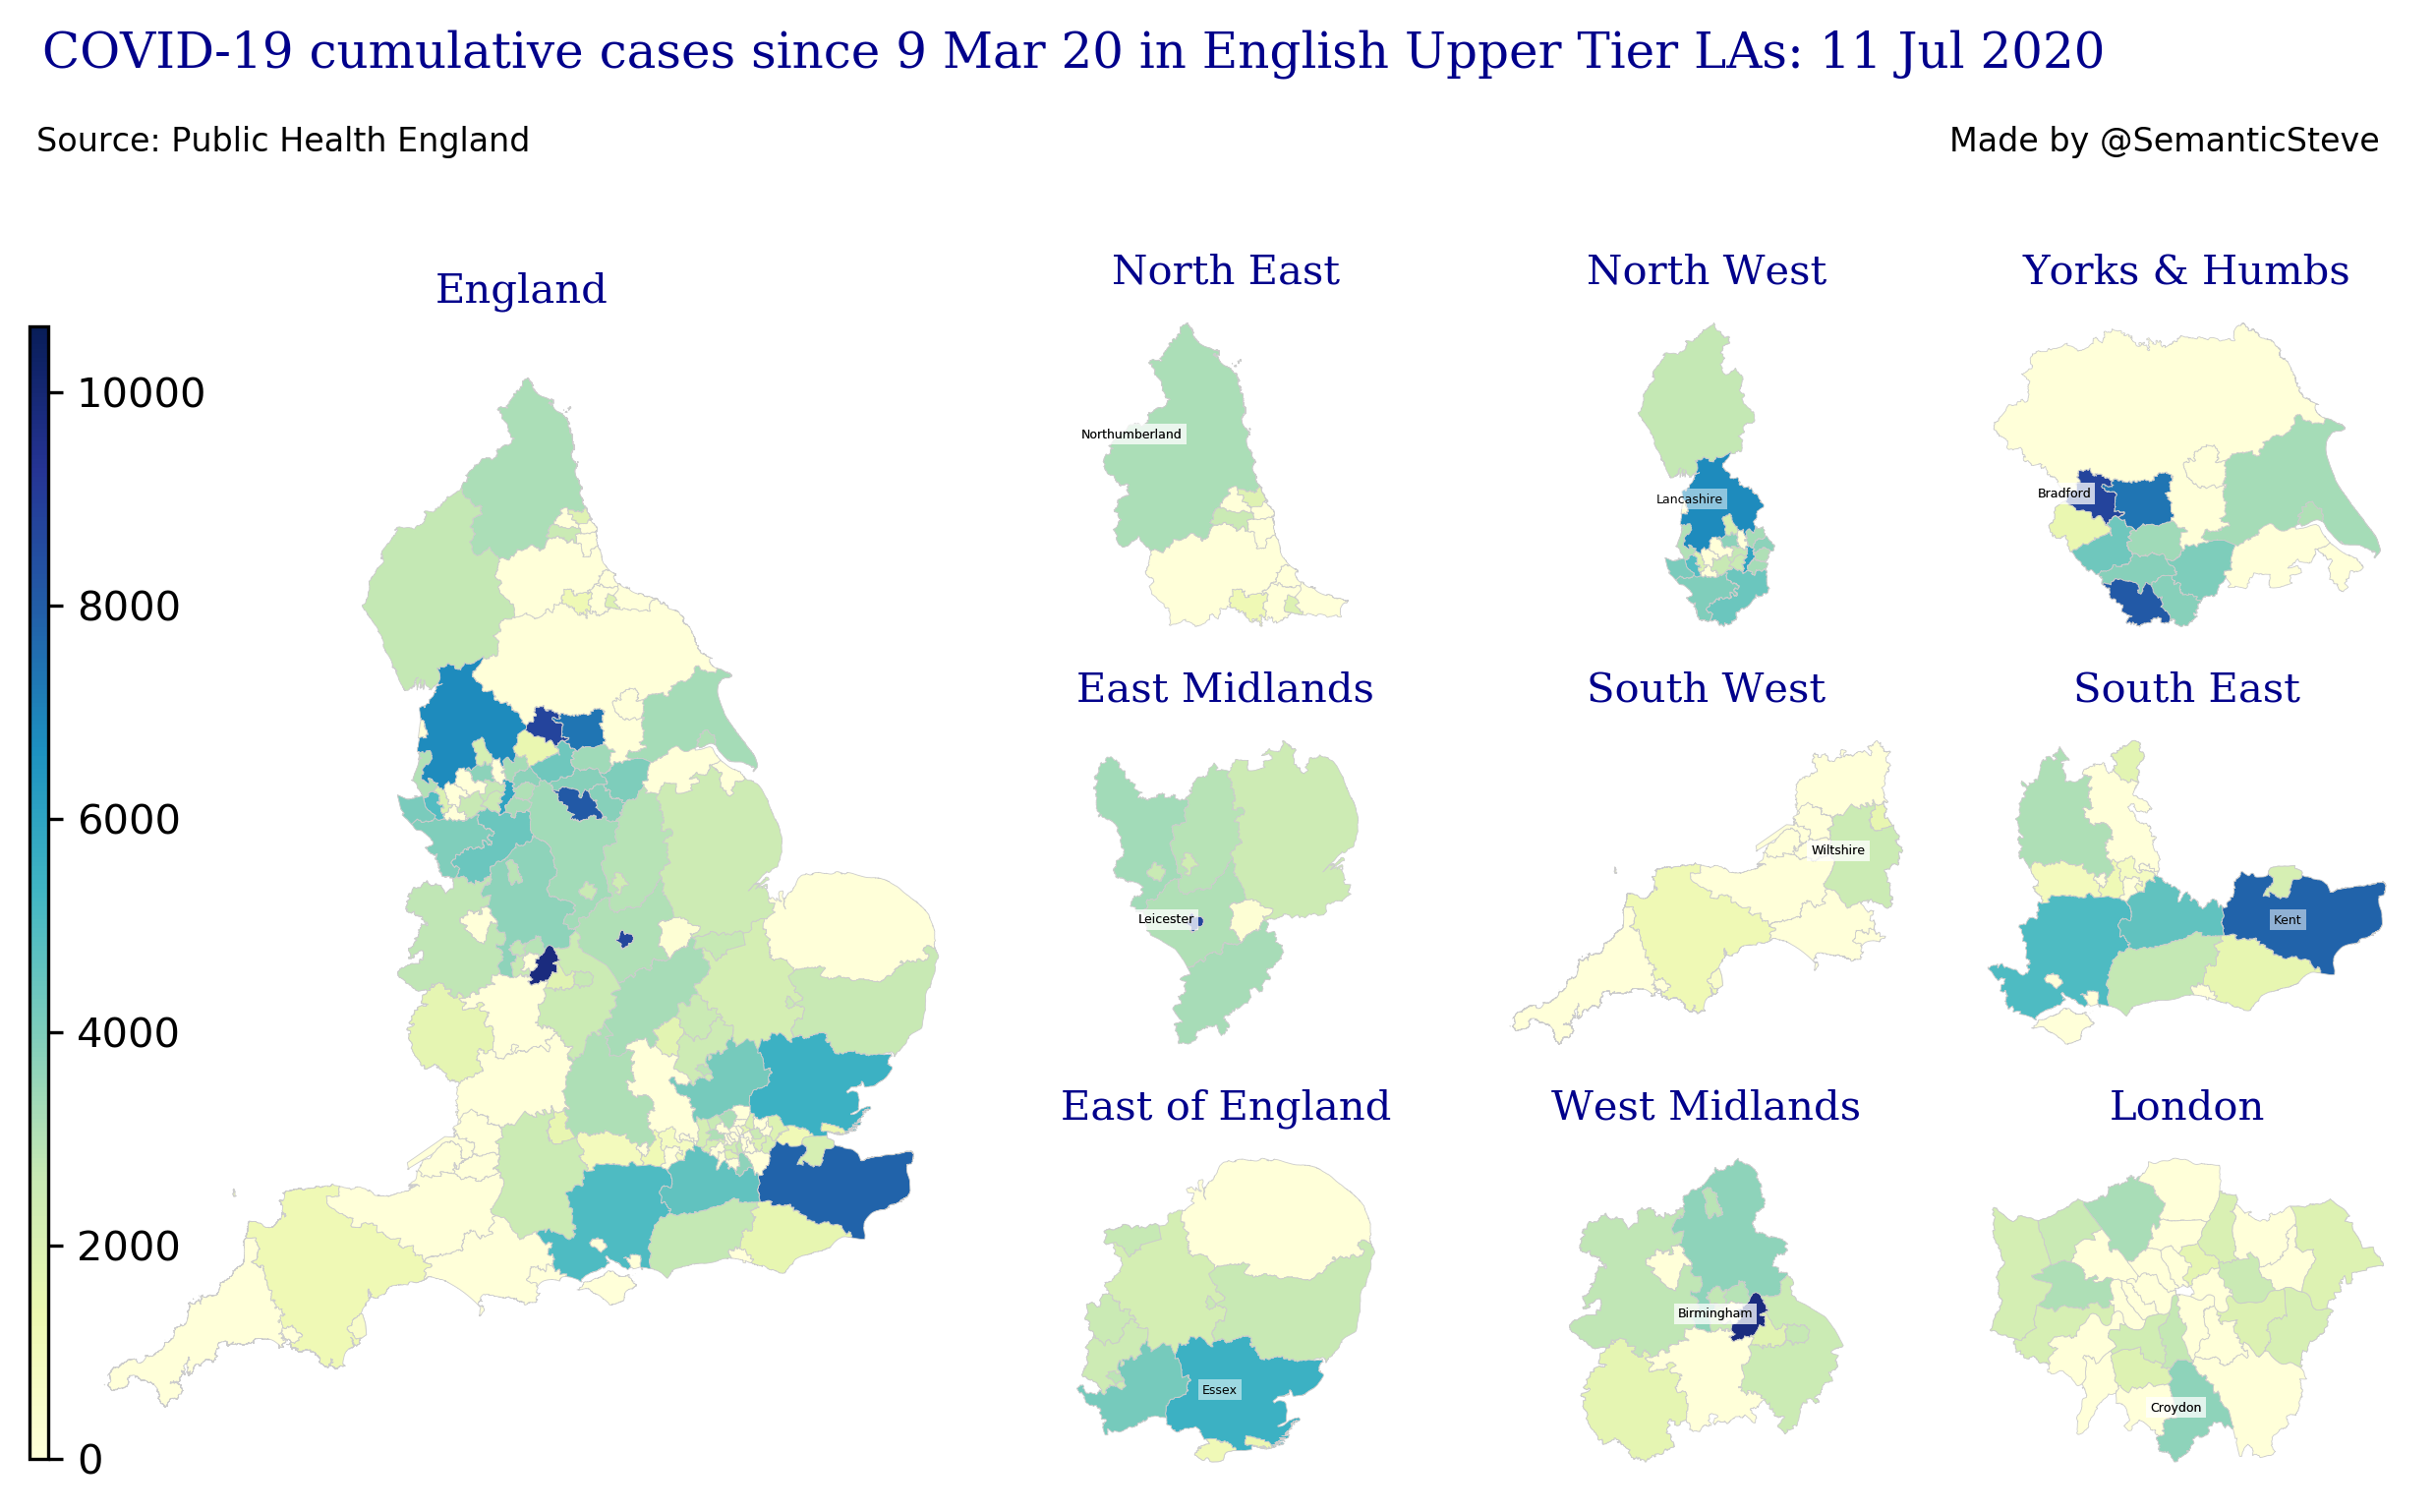 COVID-19 cumulative cases since 9 Mar 20 in English Upper Tier LAs: 11 Jul 2020
Source: Public Health England
Made by @SemanticSteve
England
10000
8000
6000
4000
2000
0
North East
Northumberland
North West
Lancashire
Yorks & Humbs
Bradford
East Midlands
Leicester
South West
Wiltshire
South East
Kent
East of England
Essex
West Midlands
Birmingham
London
Croydon